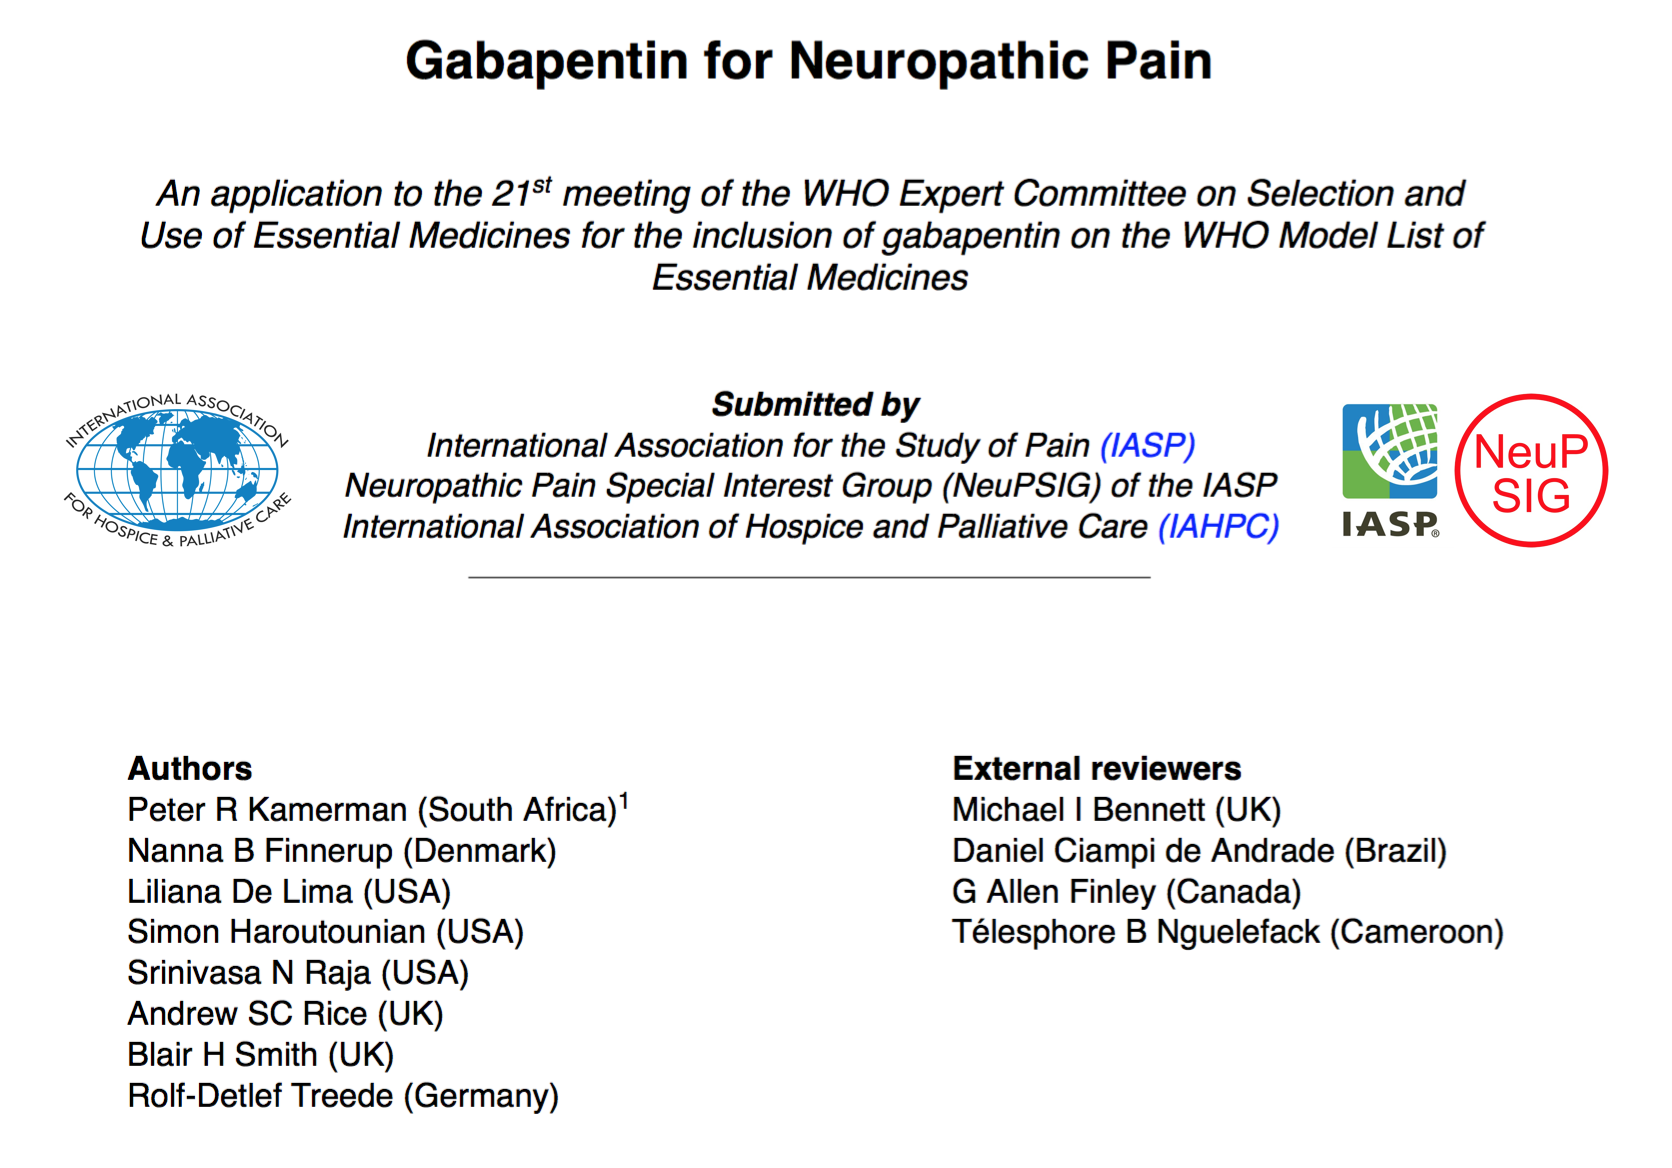 Gabapentin for Neuropathic Pain
An application to the 21st meeting of the WHO Expert Committee on Selection and
Use of Essential Medicines for the inclusion of gabapentin on the WHO Model List of
Essential Medicines
INTERNATIONAL ASSOCIATION
FOR HOSPICE & PALLIATIVE CARE
Submitted by
International Association for the Study of Pain (IASP)
Neuropathic Pain Special Interest Group (NeuPSIG) of the IASP
International Association of Hospice and Palliative Care (IAHPC)
IASP®
NeuP
SIG
Authors
Peter R Kamerman (South Africa)1
Nanna B Finnerup (Denmark)
Liliana De Lima (USA)
Simon Haroutounian (USA)
Srinivasa N Raja (USA)
Andrew SC Rice (UK)
Blair H Smith (UK)
Rolf-Detlef Treede (Germany)
External reviewers
Michael I Bennett (UK)
Daniel Ciampi de Andrade (Brazil)
G Allen Finley (Canada)
Télesphore B Nguelefack (Cameroon)